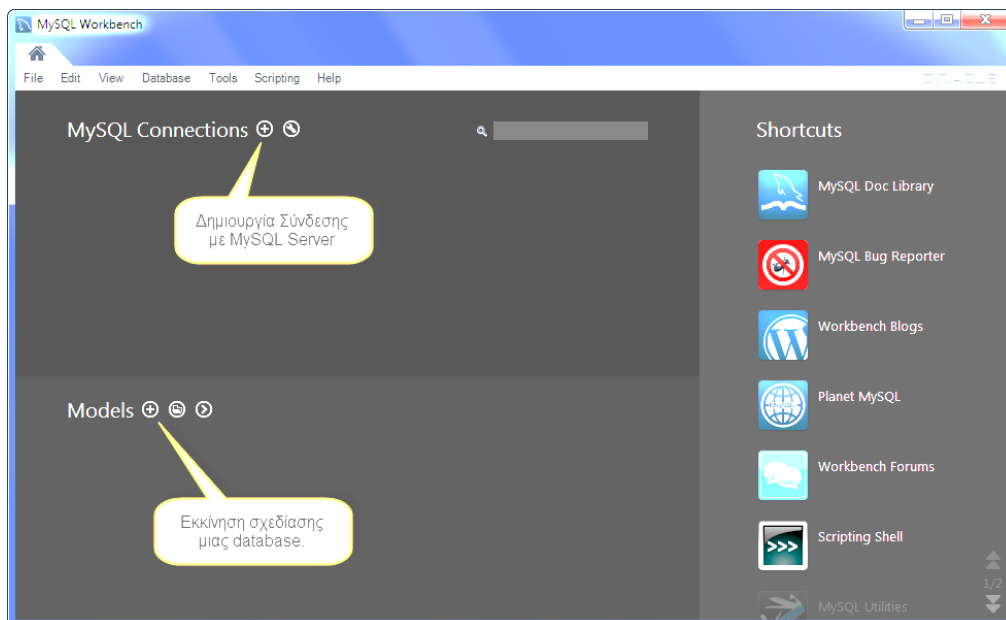 MySQL Workbench
File Edit View Database Tools Scripting Help
MySQL Connections
Δημιουργία Σύνδεσης
με MySQL Server
Models
Εκκίνηση σχεδίασης
μιας database.
Shortcuts
MySQL Doc Library
MySQL Bug Reporter
Workbench Blogs
Planet MySQL
Workbench Forums
Scripting Shell
MySQL Utilities
1/2